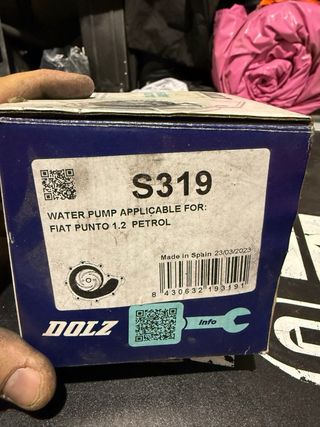 S319
WATER PUMP APPLICABLE FOR:
FIAT PUNTO 1.2 PETROL
Made in Spain 23/03/2023
8 430632 193191
DOLZ
Info